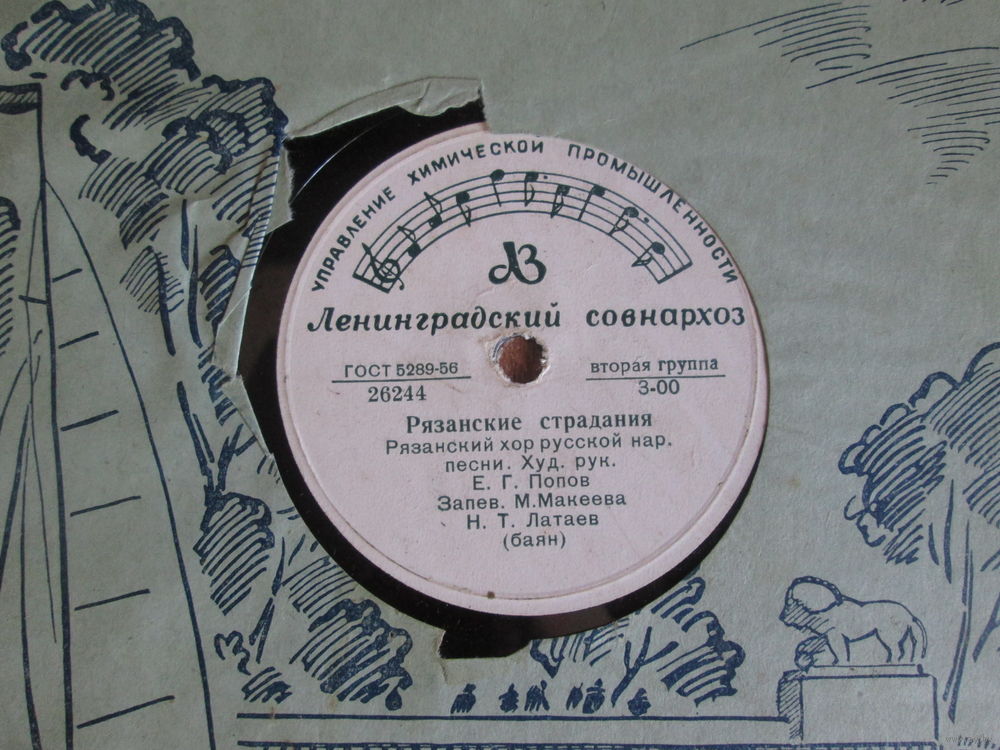 УПРАВЛЕНИЕ ХИМИЧЕСКОЙ ПРОМЫШЛЕННОСТИ
АЗ
Ленинградский совнархоз
ГОСТ 5289-56
26244
вторая группа
3-00
Рязанские страдания
Рязанский хор русской нар.
песни. Худ. рук.
Е. Г. Попов
Запев. М.Макеева
Н. Т. Латаев
(баян)